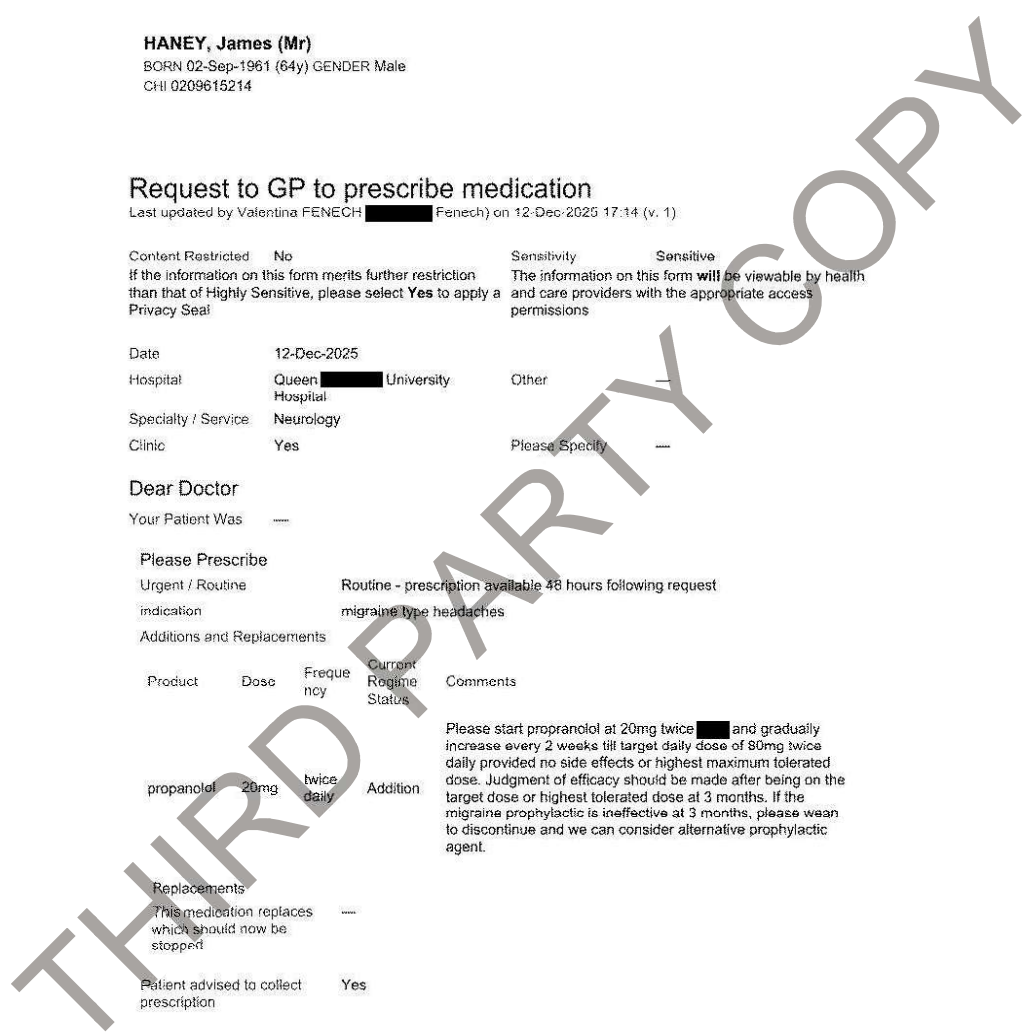 HANEY, James (Mr)
BORN 02-Sep-1961 (64y) GENDER Male
CHI 0209615214
Request to GP to prescribe medication
Last updated by Valentina FENECH Fenech) on 12-Dec-2025 17:14 (v. 1)
Content Restricted No
If the information on this form merits further restriction
than that of Highly Sensitive, please select Yes to apply a
Privacy Seal
Sensitivity Sensitive
The information on this form will be viewable by health
and care providers with the appropriate access
permissions
Date 12-Dec-2025
Hospital Queen University
Hospital
Other —
Specialty / Service Neurology
Clinic Yes
Please Specify —
Dear Doctor
Your Patient Was —
Please Prescribe
Urgent / Routine Routine - prescription available 48 hours following request
indication migraine type headaches
Additions and Replacements
Product
Dose
Freque
ncy
Current
Regime
Status
Comments
propanolol
20mg
twice
daily
Addition
Please start propranolol at 20mg twice and gradually
increase every 2 weeks till target daily dose of 80mg twice
daily provided no side effects or highest maximum tolerated
dose. Judgment of efficacy should be made after being on the
target dose or highest tolerated dose at 3 months. If the
migraine prophylactic is ineffective at 3 months, please wean
to discontinue and we can consider alternative prophylactic
agent.
Replacements
This medication replaces —
which should now be
stopped
Patient advised to collect Yes
prescription
THIRD PARTY COPY